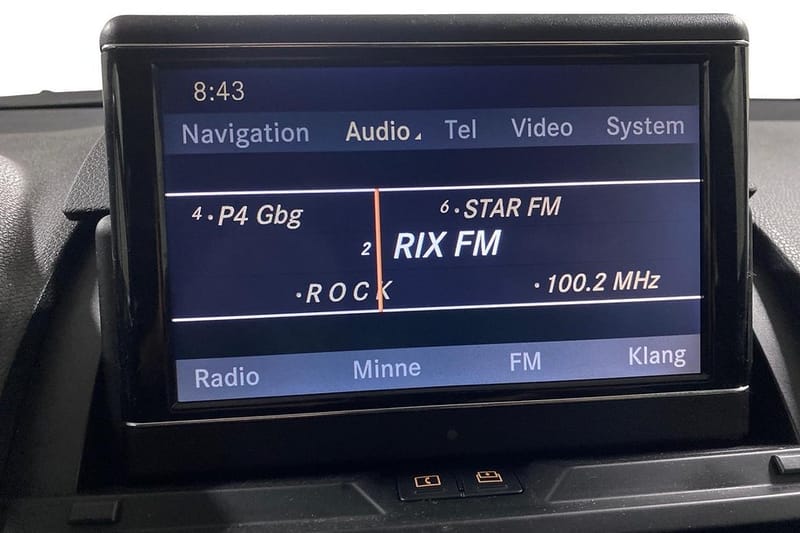 8:43
Navigation Audio Tel Video System
4 · P4 Gbg 6 · STAR FM
2 RIX FM
· ROCK · 100.2 MHz
Radio Minne FM Klang